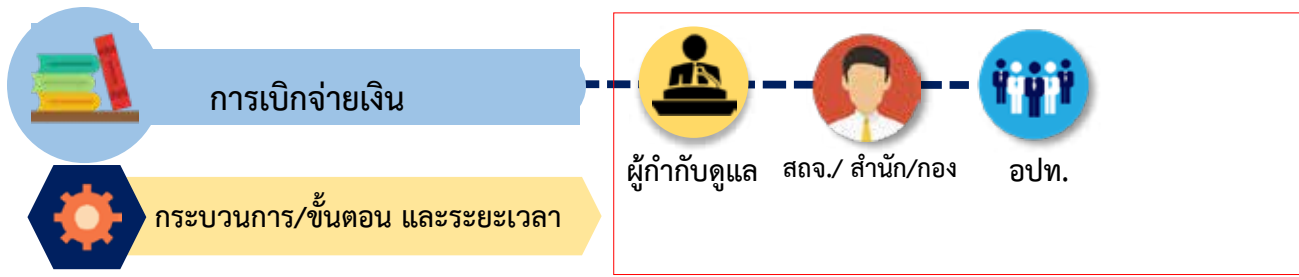 การเบิกจ่ายเงิน
ผู้กำกับดูแล
สถจ./ สำนัก/กอง
อปท.
กระบวนการ/ขั้นตอน และระยะเวลา